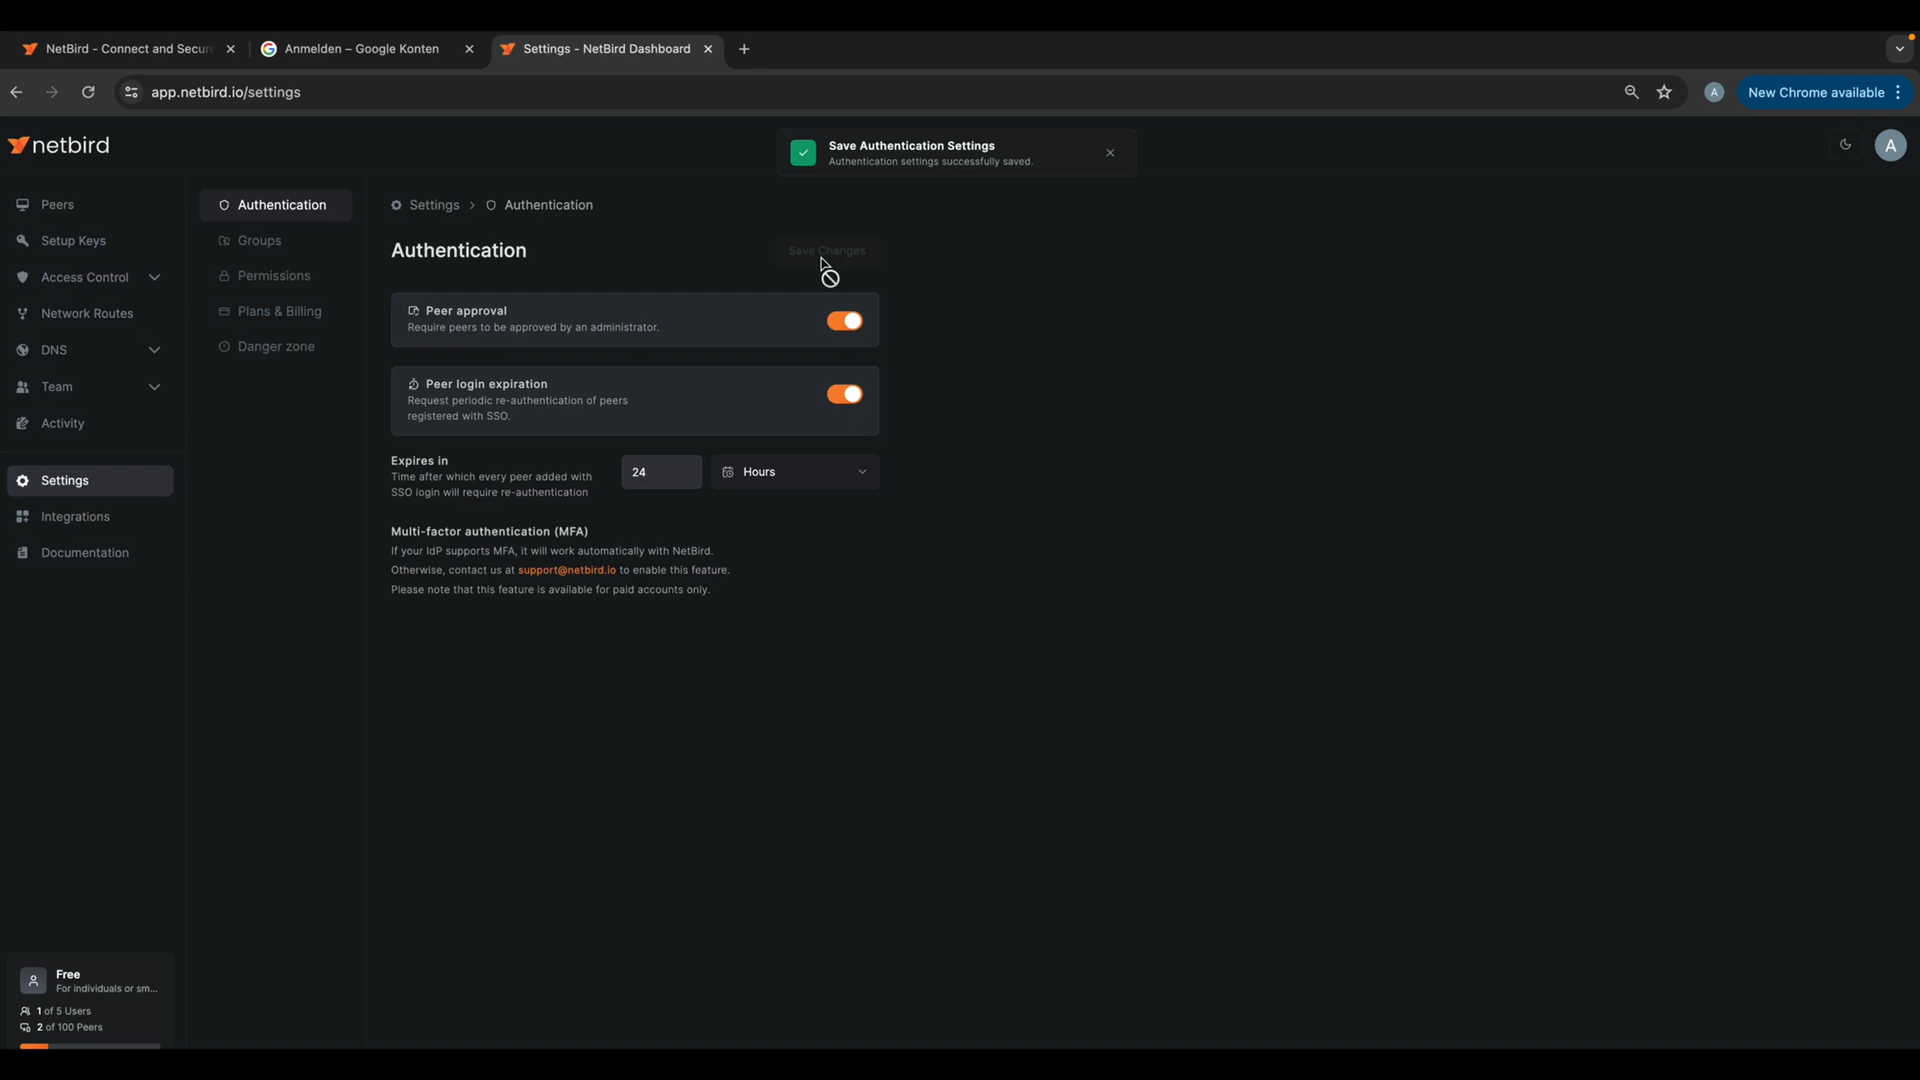 NetBird - Connect and Secur
Anmelden – Google Konten
Settings - NetBird Dashboard
app.netbird.io/settings
A
New Chrome available
netbird
Save Authentication Settings
Authentication settings successfully saved.
A
Peers
Setup Keys
Access Control
Network Routes
DNS
Team
Activity
Settings
Integrations
Documentation
Authentication
Groups
Permissions
Plans & Billing
Danger zone
Settings
Authentication
Authentication
Save Changes
Peer approval
Require peers to be approved by an administrator.
Peer login expiration
Request periodic re-authentication of peers
registered with SSO.
Expires in
Time after which every peer added with
SSO login will require re-authentication
24
Hours
Multi-factor authentication (MFA)
If your IdP supports MFA, it will work automatically with NetBird.
Otherwise, contact us at support@netbird.io to enable this feature.
Please note that this feature is available for paid accounts only.
Free
For individuals or sm...
1 of 5 Users
2 of 100 Peers